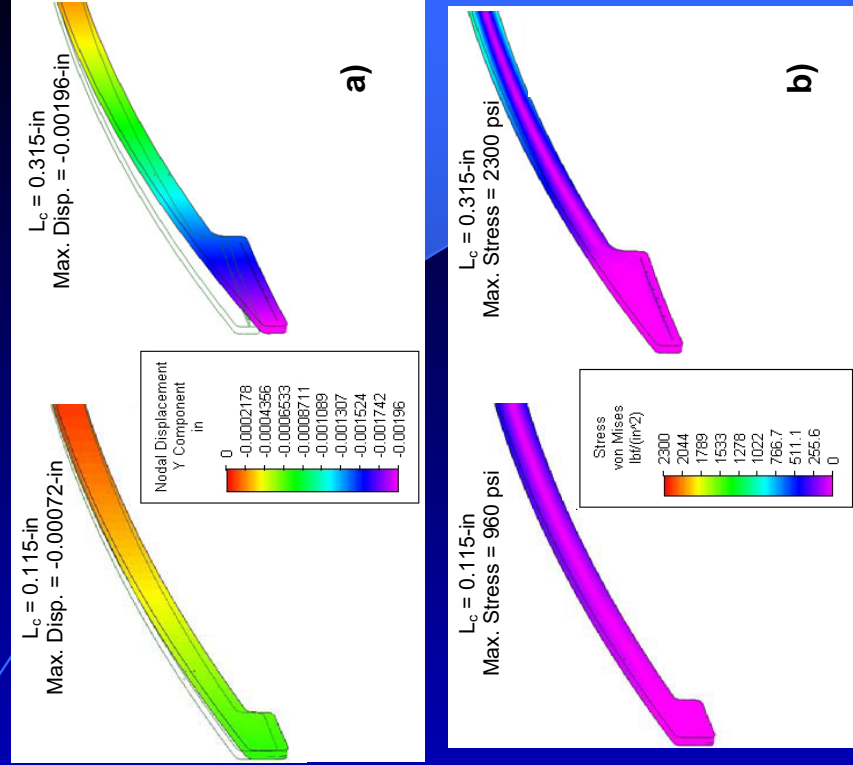 L_c = 0.115-in
Max. Disp. = -0.00072-in
L_c = 0.315-in
Max. Disp. = -0.00196-in
Nodal Displacement
Y Component
in
0
-0.0002178
-0.0004356
-0.0006533
-0.0008711
-0.001089
-0.001307
-0.001524
-0.001742
-0.00196
a)
L_c = 0.115-in
Max. Stress = 960 psi
L_c = 0.315-in
Max. Stress = 2300 psi
Stress
von Mises
lbf/(in^2)
2300
2044
1789
1533
1278
1022
766.7
511.1
255.6
0
b)